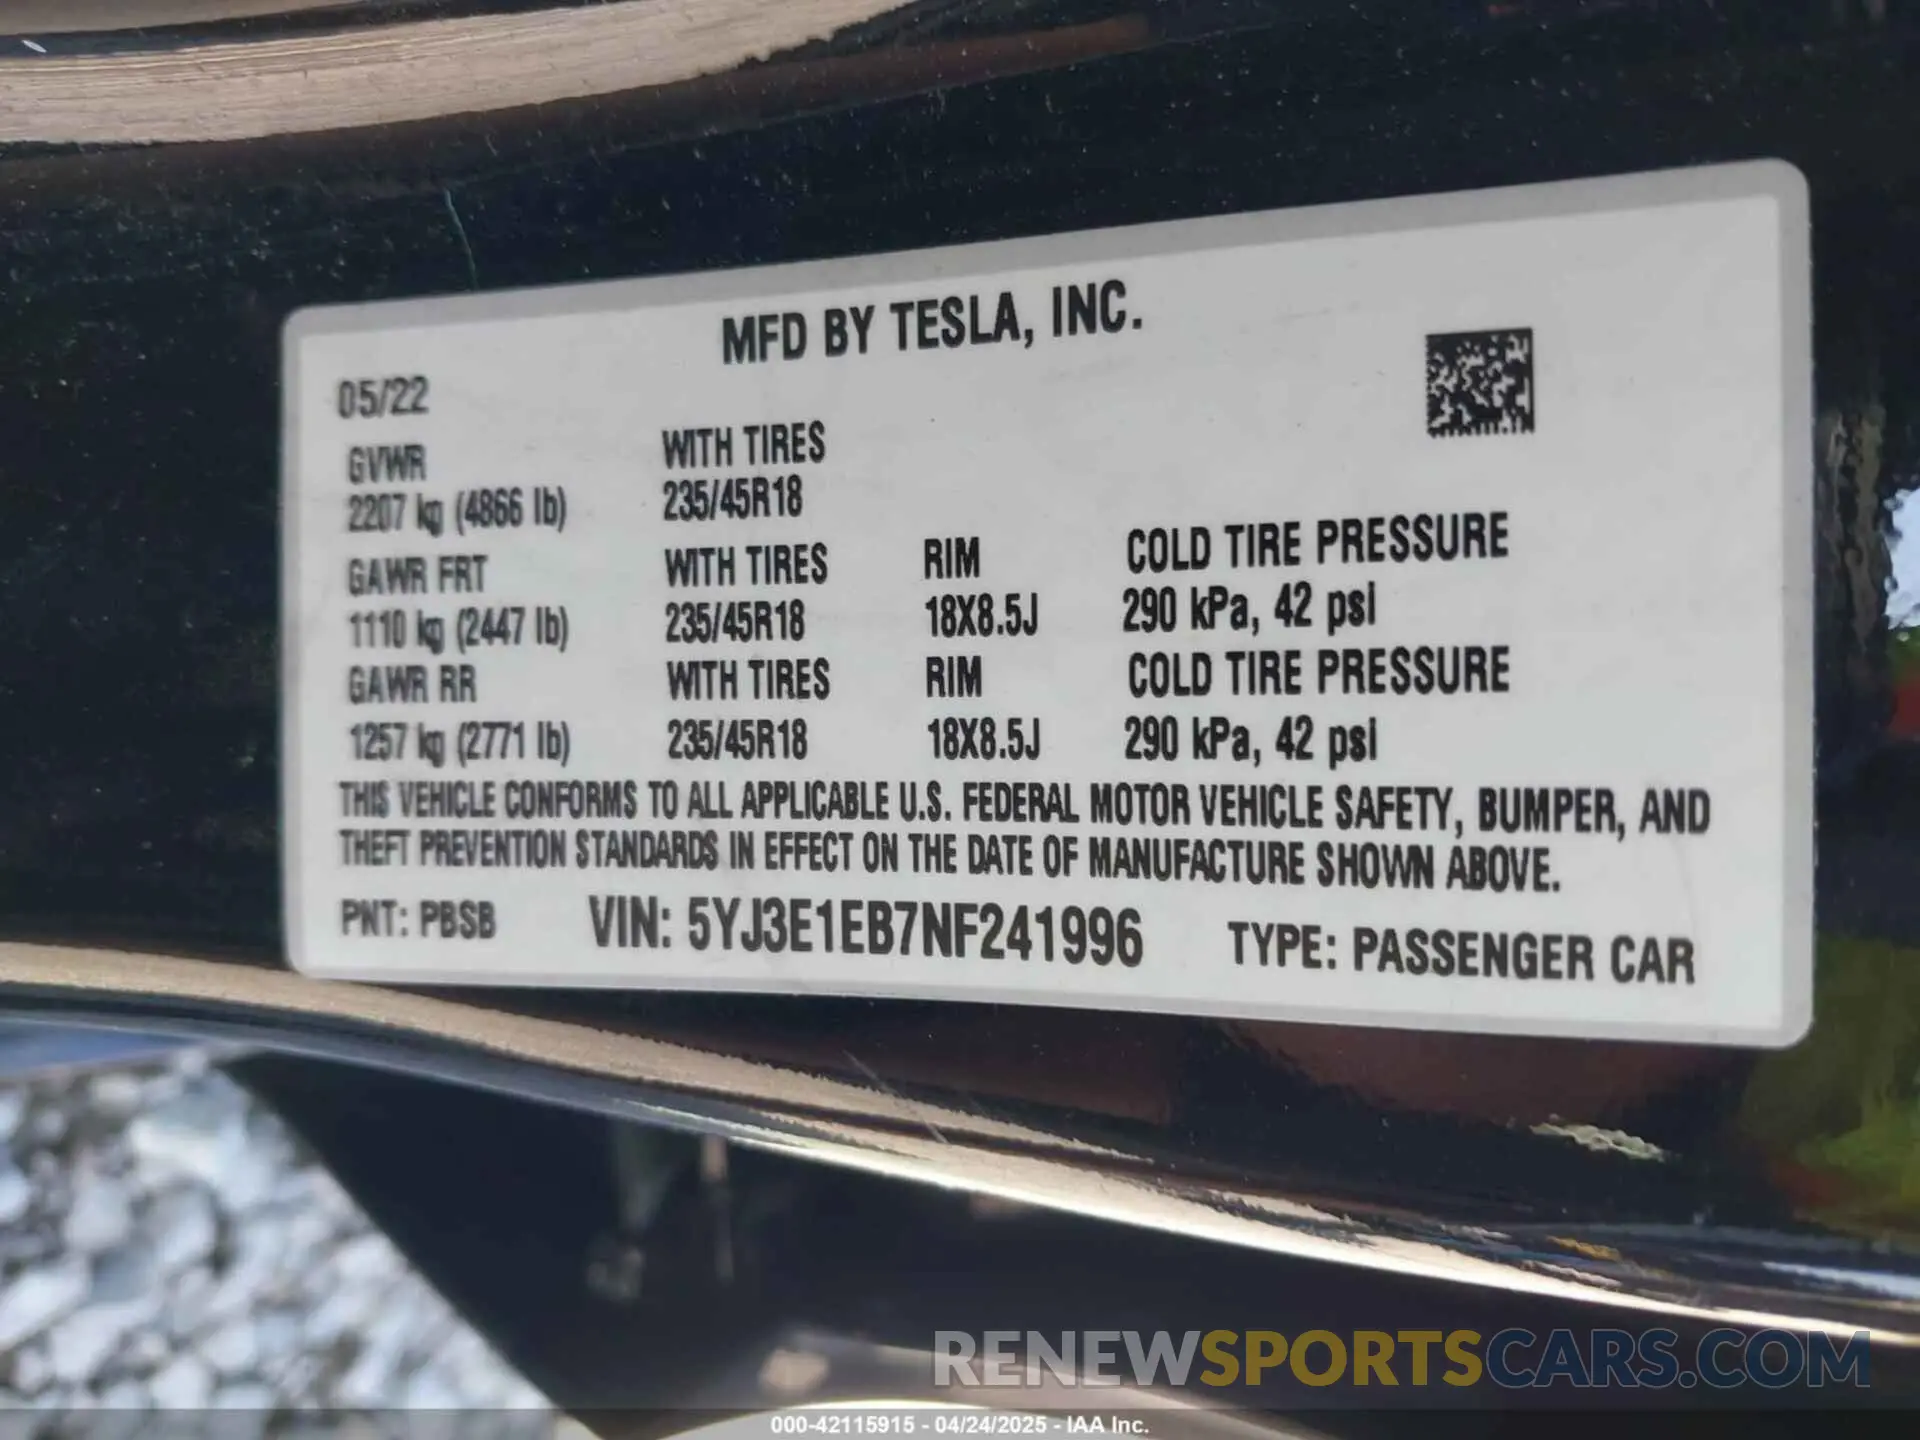 MFD BY TESLA, INC.
05/22
GVWR WITH TIRES
2207 kg (4866 lb) 235/45R18
GAWR FRT WITH TIRES RIM COLD TIRE PRESSURE
1110 kg (2447 lb) 235/45R18 18X8.5J 290 kPa, 42 psi
GAWR RR WITH TIRES RIM COLD TIRE PRESSURE
1257 kg (2771 lb) 235/45R18 18X8.5J 290 kPa, 42 psi
THIS VEHICLE CONFORMS TO ALL APPLICABLE U.S. FEDERAL MOTOR VEHICLE SAFETY, BUMPER, AND
THEFT PREVENTION STANDARDS IN EFFECT ON THE DATE OF MANUFACTURE SHOWN ABOVE.
PNT: PBSB VIN: 5YJ3E1EB7NF241996 TYPE: PASSENGER CAR
RENEWSPORTSCARS.COM
000-42115915 - 04/24/2025 - IAA Inc.